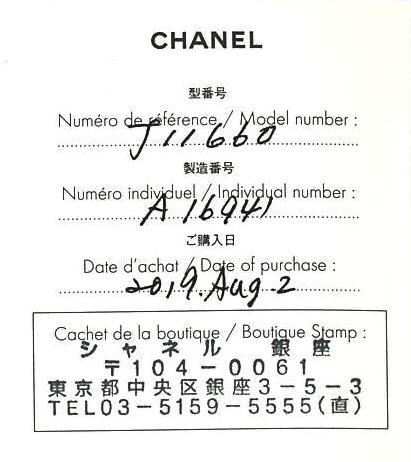 CHANEL
型番号
Numéro de référence / Model number :
J11660
製造番号
Numéro individuel / Individual number :
A 16941
ご購入日
Date d'achat / Date of purchase :
2019. Aug. 2
Cachet de la boutique / Boutique Stamp :
シャネル 銀座
〒104-0061
東京都中央区銀座3-5-3
TEL03-5159-5555(直)